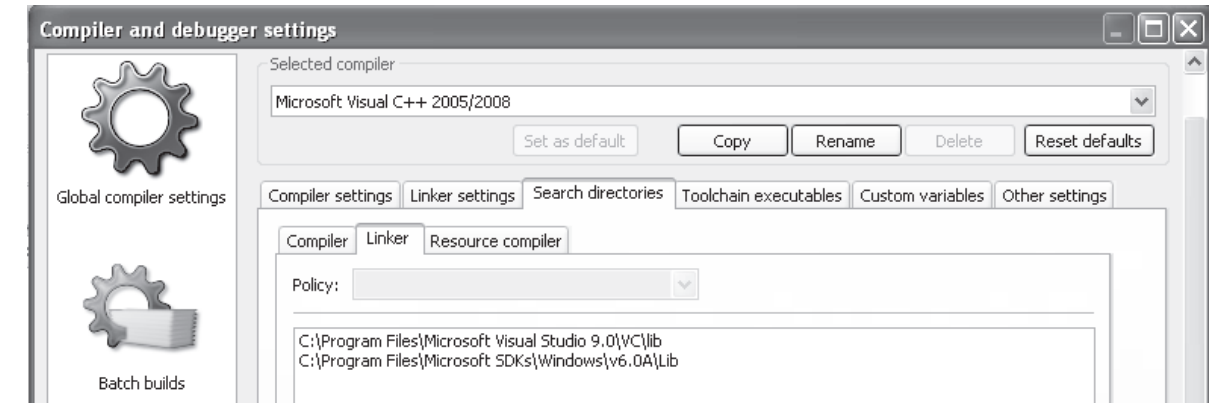 Compiler and debugger settings
Selected compiler
Microsoft Visual C++ 2005/2008
Set as default Copy Rename Delete Reset defaults
Global compiler settings
Compiler settings Linker settings Search directories Toolchain executables Custom variables Other settings
Compiler Linker Resource compiler
Policy:
C:\Program Files\Microsoft Visual Studio 9.0\VC\lib
C:\Program Files\Microsoft SDKs\Windows\v6.0A\Lib
Batch builds